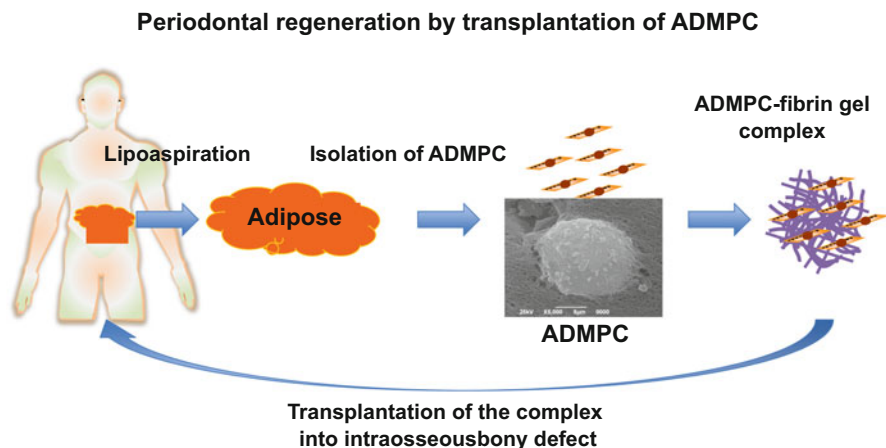 Periodontal regeneration by transplantation of ADMPC
ADMPC-fibrin gel
complex
Lipoaspiration
Isolation of ADMPC
Adipose
ADMPC
Transplantation of the complex
into intraosseousbony defect